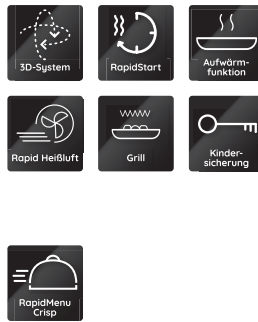 3D-System
RapidStart
Aufwärm-
funktion
Rapid Heißluft
Grill
Kinder-
sicherung
RapidMenu
Crisp